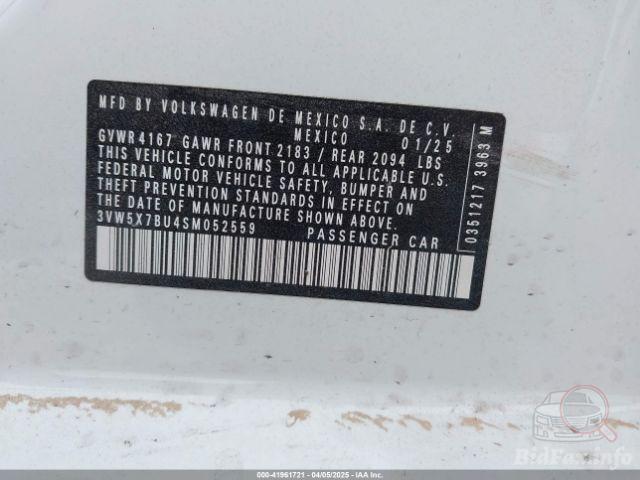 MFD BY VOLKSWAGEN DE MEXICO S.A. DE C.V.
MEXICO 01/25
GVWR 4167 GAWR FRONT 2183 / REAR 2094 LBS
THIS VEHICLE CONFORMS TO ALL APPLICABLE U.S.
FEDERAL MOTOR VEHICLE SAFETY, BUMPER AND
THEFT PREVENTION STANDARDS IN EFFECT ON
THE DATE OF MANUFACTURE SHOWN ABOVE.
3VW5X7BU4SM052559 PASSENGER CAR
0351217 3963 M
BidFax.info
000-41961721 - 04/05/2025 - IAA Inc.